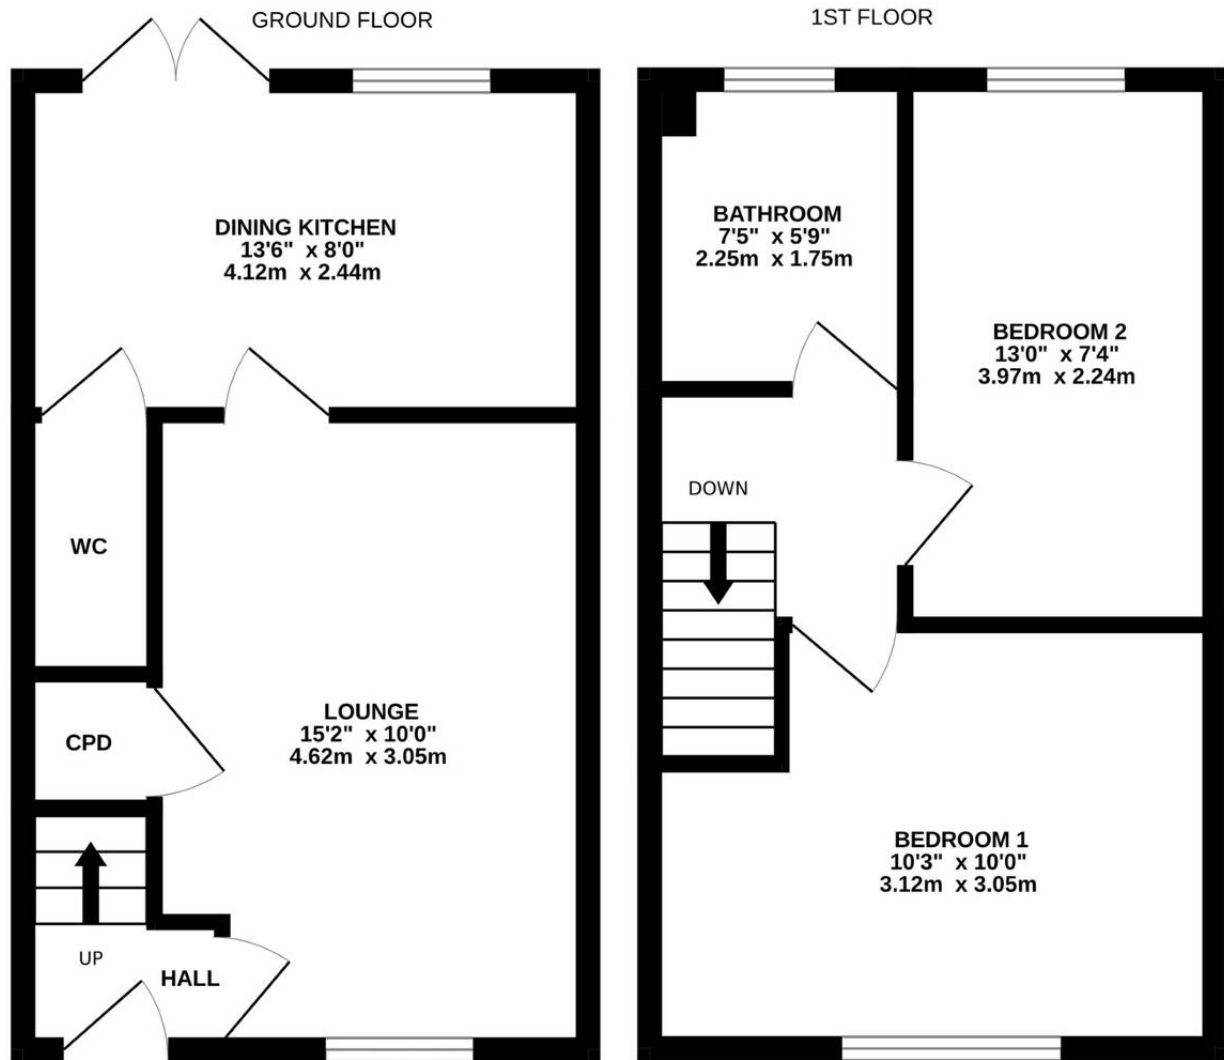 GROUND FLOOR
DINING KITCHEN
13'6" x 8'0"
4.12m x 2.44m
WC
CPD
LOUNGE
15'2" x 10'0"
4.62m x 3.05m
UP
HALL
1ST FLOOR
BATHROOM
7'5" x 5'9"
2.25m x 1.75m
BEDROOM 2
13'0" x 7'4"
3.97m x 2.24m
DOWN
BEDROOM 1
10'3" x 10'0"
3.12m x 3.05m